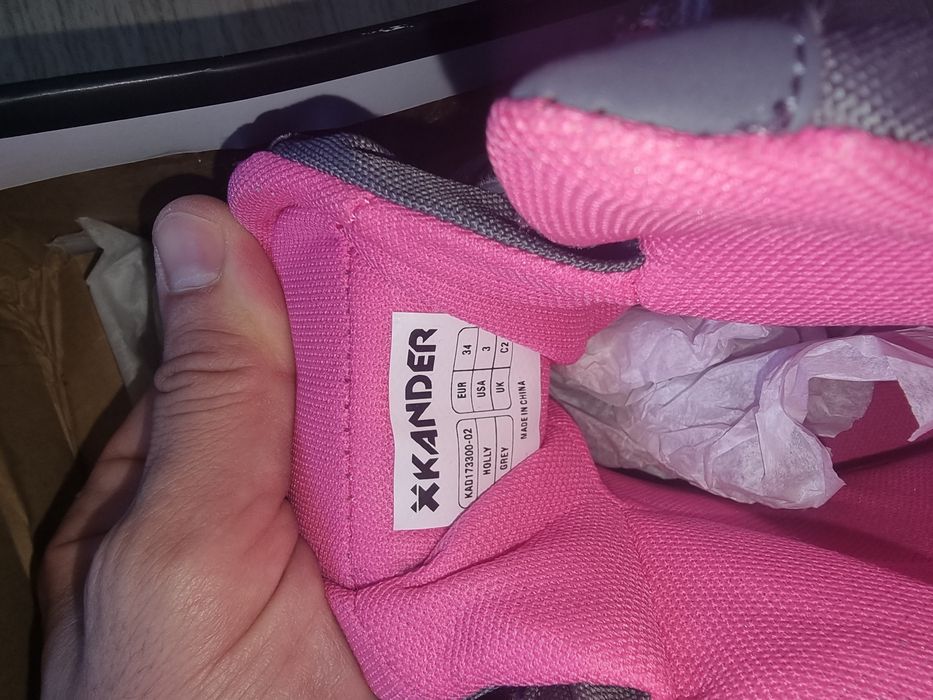 KANDER
KAD173300-02
HOLLY
GREY
EUR 34
USA 3
UK C2
MADE IN CHINA